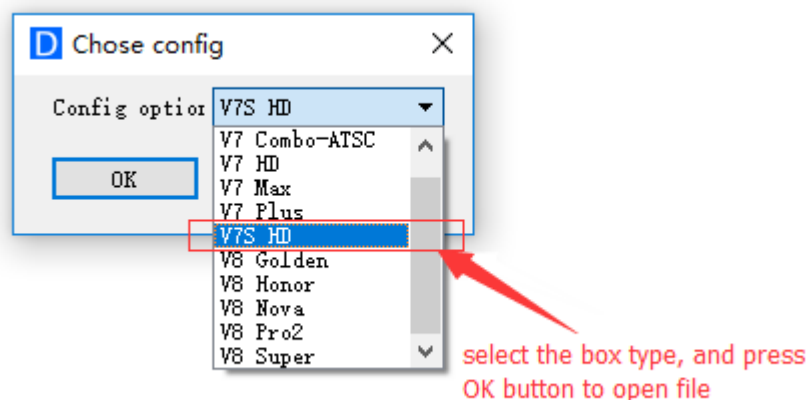 D Chose config
Config option V7S HD
V7 Combo-ATSC
V7 HD
OK
V7 Max
V7 Plus
V7S HD
V8 Golden
V8 Honor
V8 Nova
V8 Pro2
V8 Super
select the box type, and press
OK button to open file